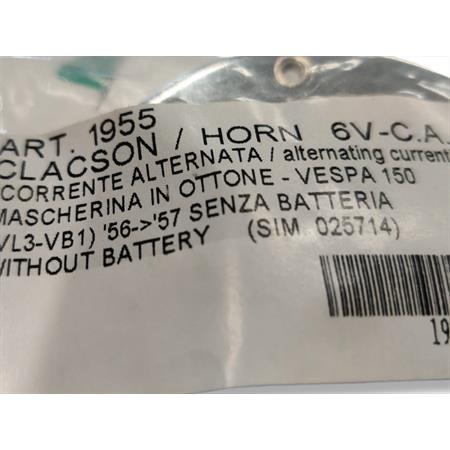 ART. 1955
CLACSON / HORN 6V-C.A.
CORRENTE ALTERNATA / alternating current
MASCHERINA IN OTTONE - VESPA 150
VL3-VB1) '56->'57 SENZA BATTERIA
WITHOUT BATTERY (SIM. 025714)
19